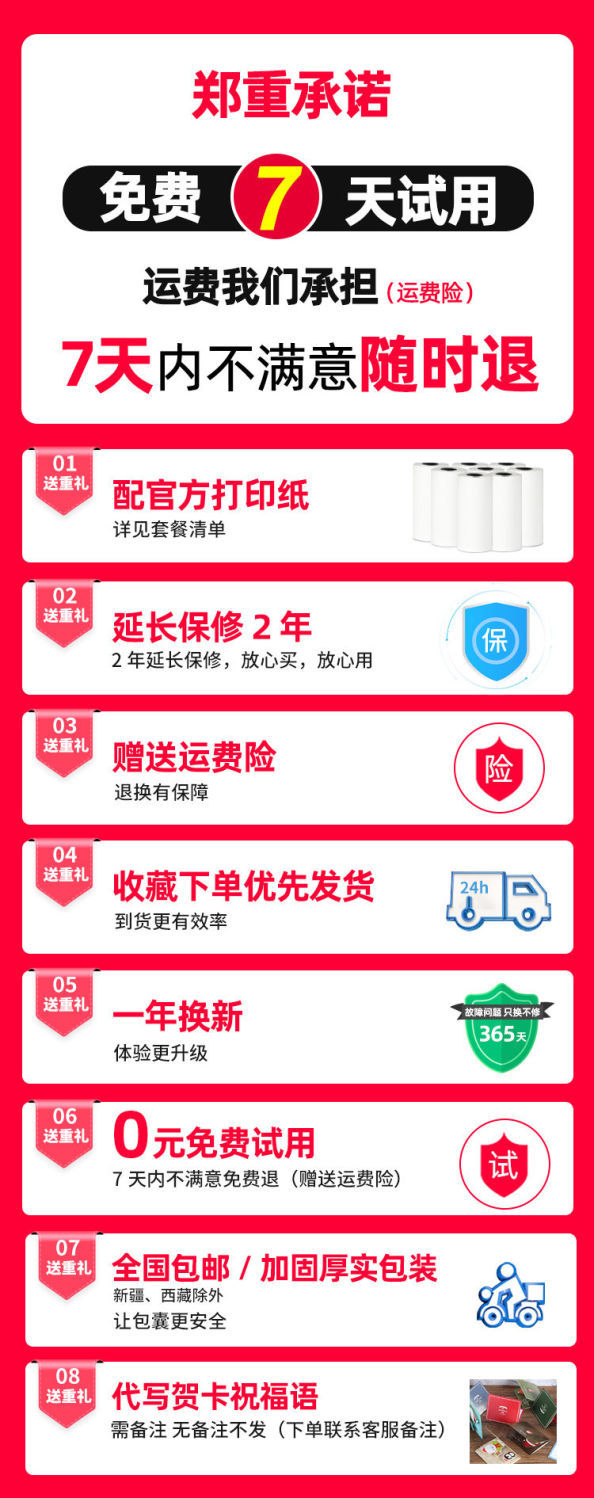 郑重承诺
免费7天试用
运费我们承担（运费险）
7天内不满意随时退
01
送重礼
配官方打印纸
详见套餐清单
02
送重礼
延长保修 2 年
2 年延长保修，放心买，放心用
保
03
送重礼
赠送运费险
退换有保障
险
04
送重礼
收藏下单优先发货
到货更有效率
24h
05
送重礼
一年换新
体验更升级
故障问题 只换不修
365天
06
送重礼
0元免费试用
7 天内不满意免费退（赠送运费险）
试
07
送重礼
全国包邮 / 加固厚实包装
新疆、西藏除外
让包裹更安全
08
送重礼
代写贺卡祝福语
需备注 无备注不发（下单联系客服备注）